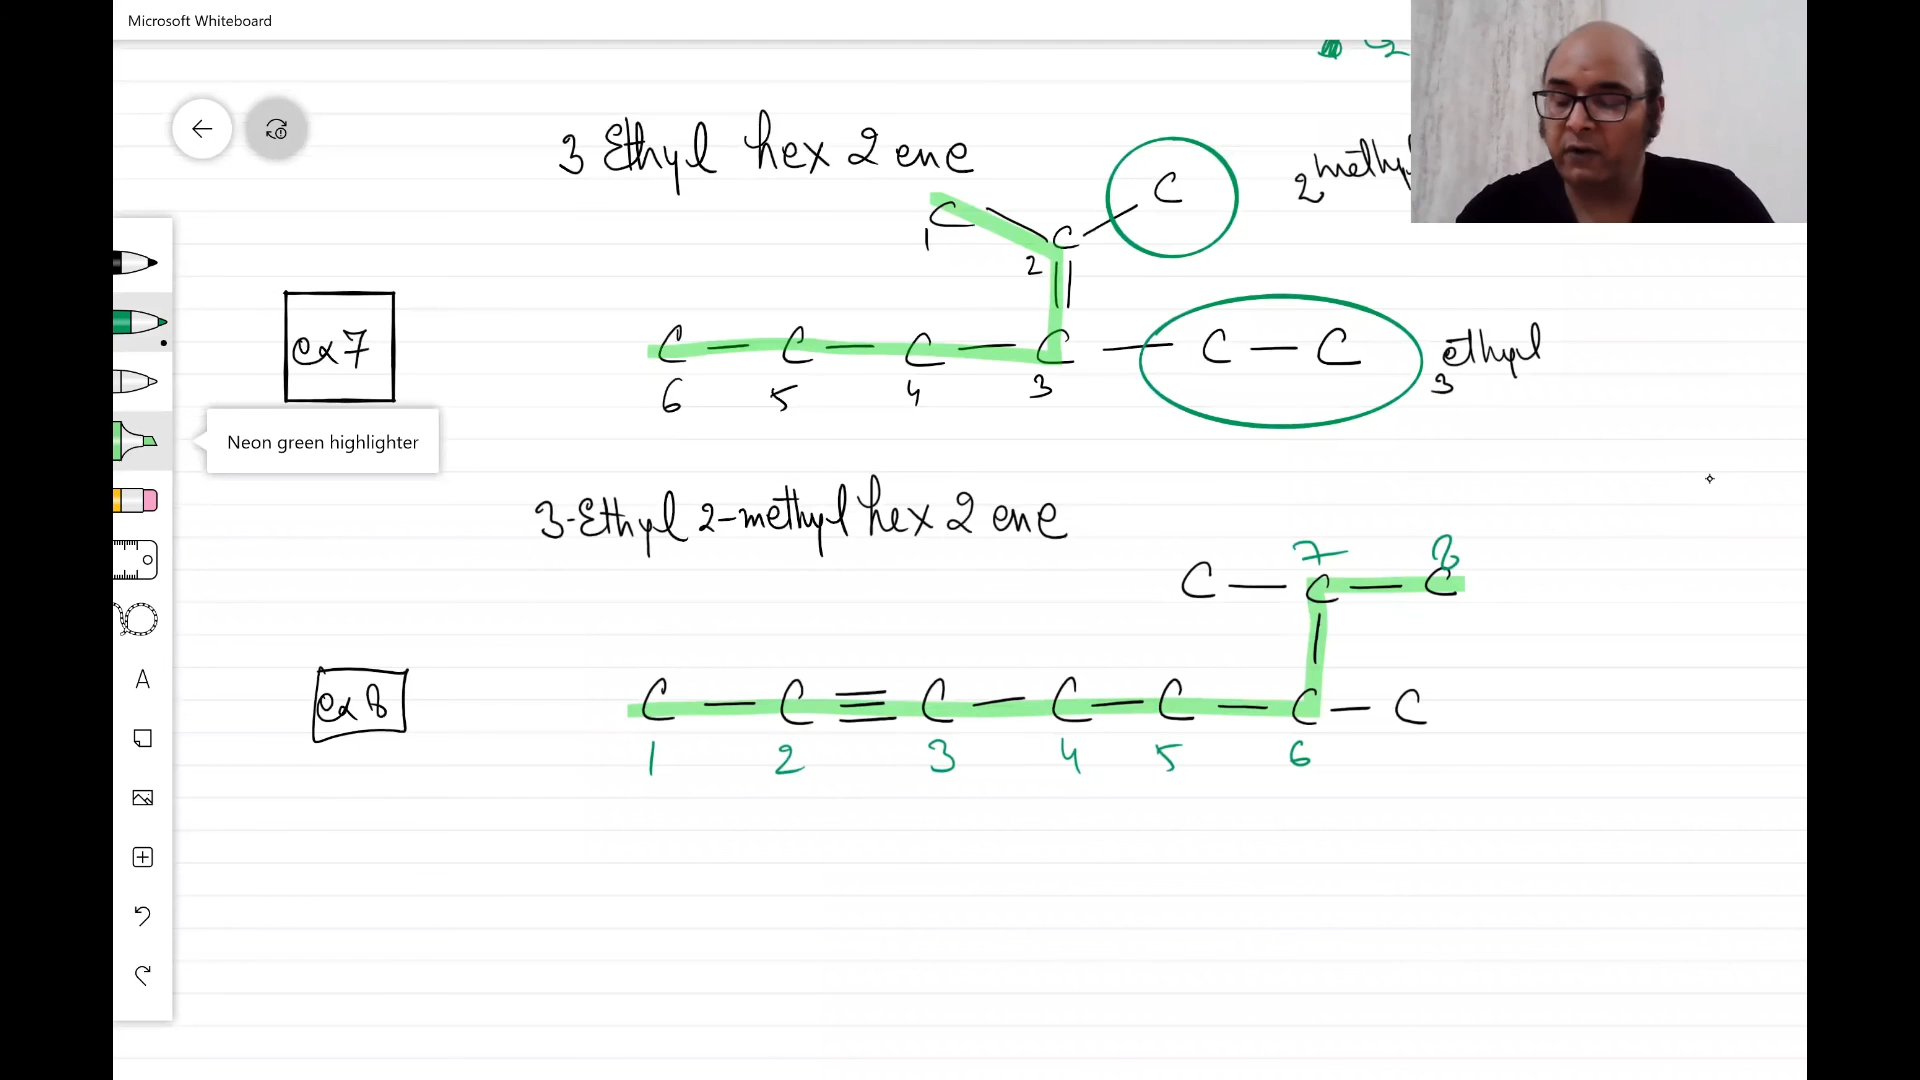 Microsoft Whiteboard
3 Ethyl hex 2 ene
C C C
1 2
2 methyl
ex 7
C — C — C — C — C — C
6 5 4 3
3 ethyl
Neon green highlighter
3-Ethyl 2-methyl hex 2 ene
7 8
C — C — C
ex 8
C — C ≡ C — C — C — C — C
1 2 3 4 5 6
A